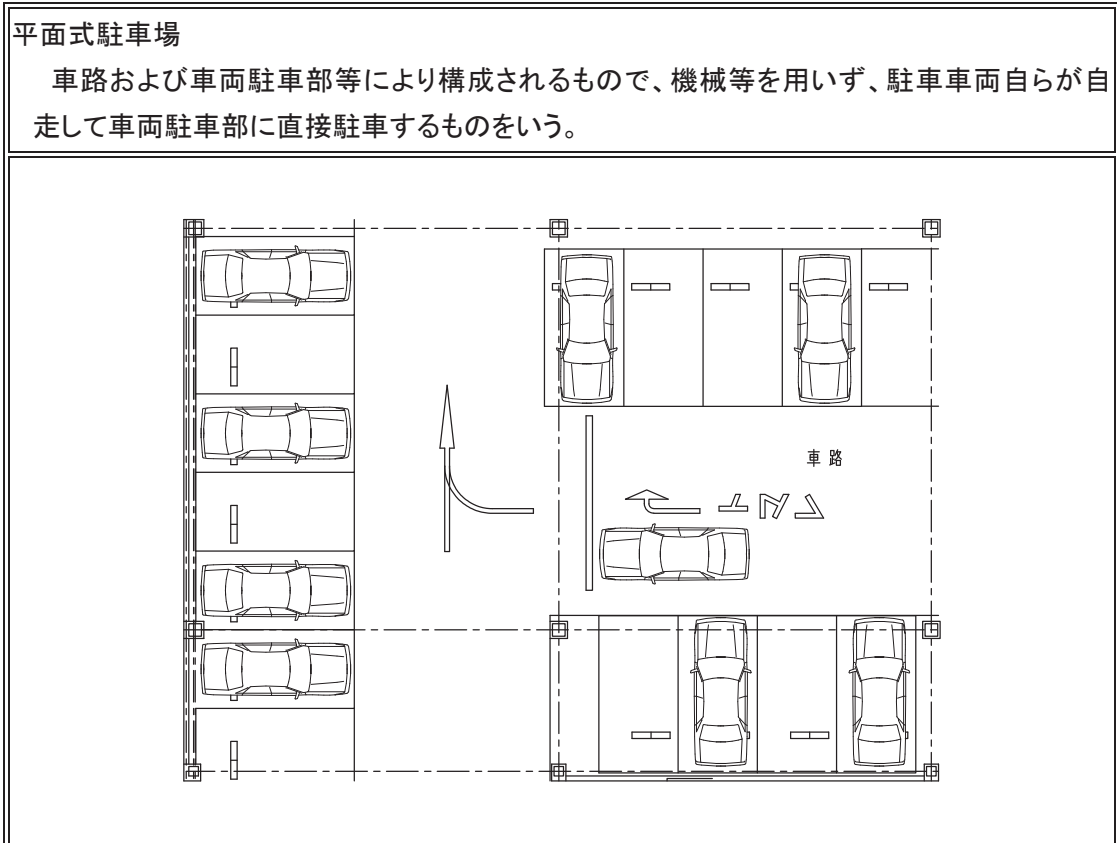 平面式駐車場
車路および車両駐車部等により構成されるもので、機械等を用いず、駐車車両自らが自
走して車両駐車部に直接駐車するものをいう。
車路